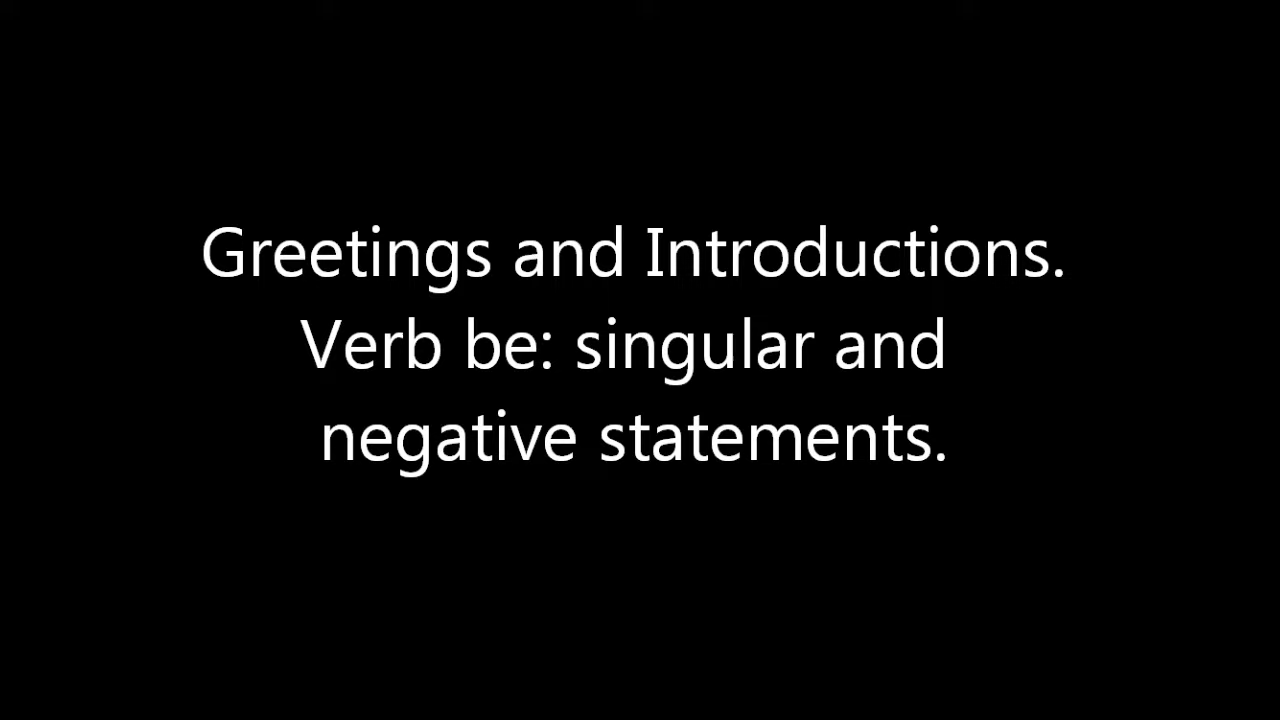 Greetings and Introductions.
Verb be: singular and
negative statements.